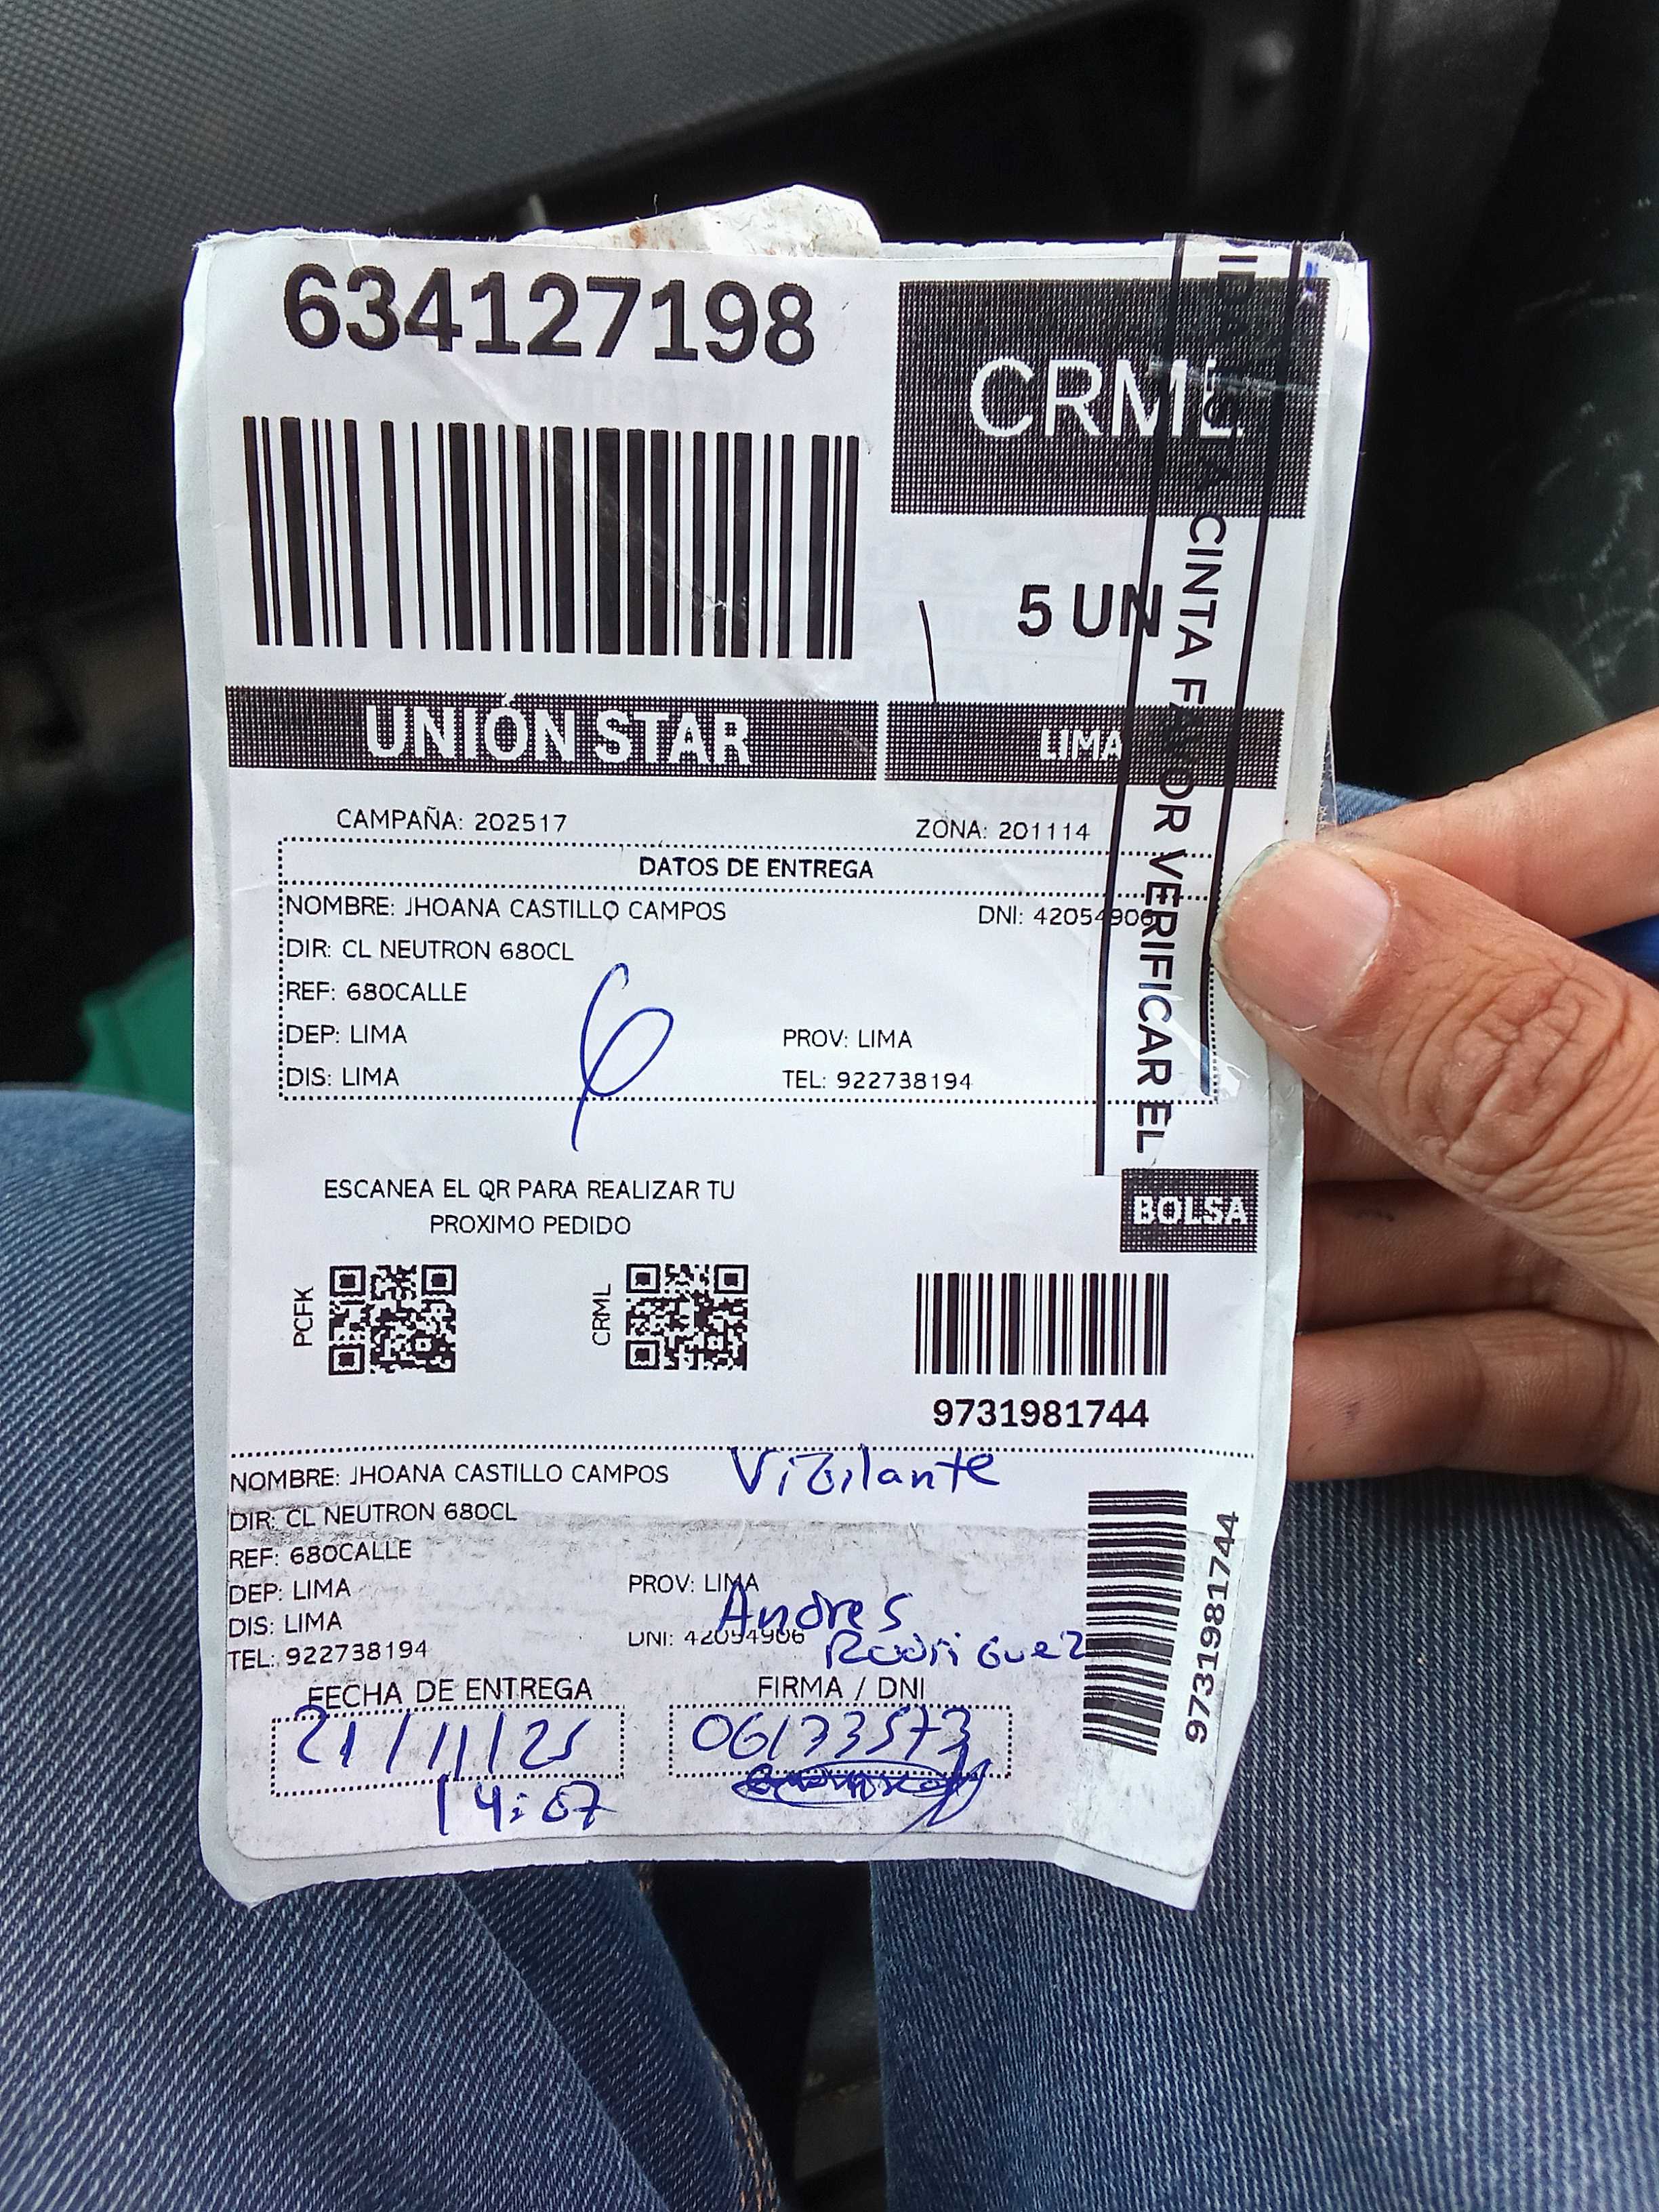 634127198
CRML
5 UN
UNIÓN STAR
LIMA
CAMPAÑA: 202517
ZONA: 201114
DATOS DE ENTREGA
NOMBRE: JHOANA CASTILLO CAMPOS
DNI: 42054906
DIR: CL NEUTRON 680CL
REF: 680CALLE
DEP: LIMA
PROV: LIMA
DIS: LIMA
TEL: 922738194
6
CINTA FAVOR VERIFICAR EL
ESCANEA EL QR PARA REALIZAR TU
PROXIMO PEDIDO
BOLSA
PCFK
CRML
9731981744
NOMBRE: JHOANA CASTILLO CAMPOS
Vigilante
DIR: CL NEUTRON 680CL
REF: 680CALLE
DEP: LIMA
PROV: LIMA
Andres
DIS: LIMA
DNI: 42054906
Rodriguez
TEL: 922738194
9731981744
FECHA DE ENTREGA
FIRMA / DNI
21/11/25
06173573
14:07